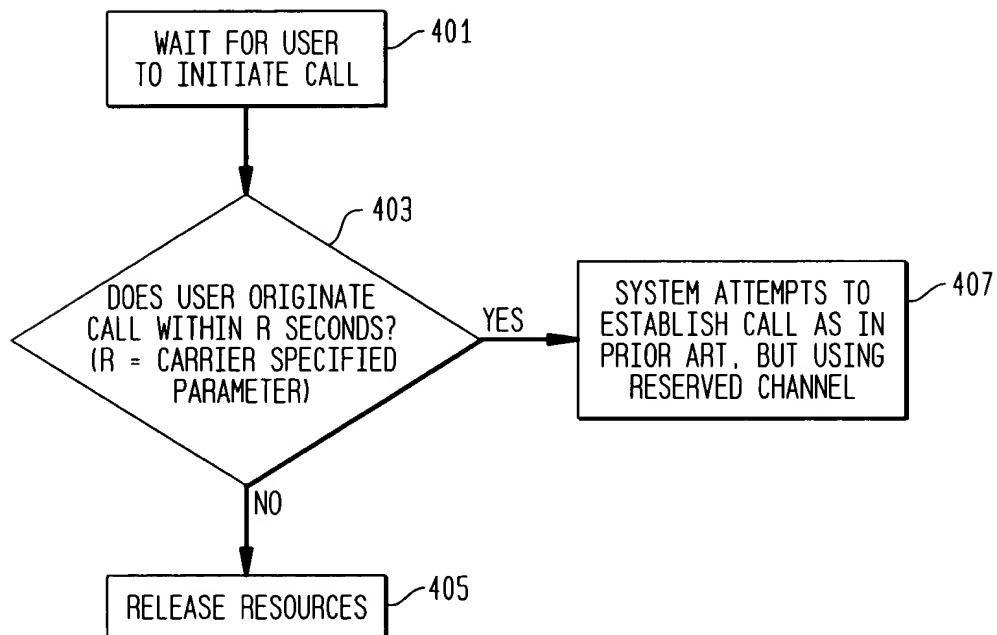 WAIT FOR USER
TO INITIATE CALL
401
403
DOES USER ORIGINATE
CALL WITHIN R SECONDS?
(R = CARRIER SPECIFIED
PARAMETER)
YES
SYSTEM ATTEMPTS TO
ESTABLISH CALL AS IN
PRIOR ART, BUT USING
RESERVED CHANNEL
407
NO
RELEASE RESOURCES
405